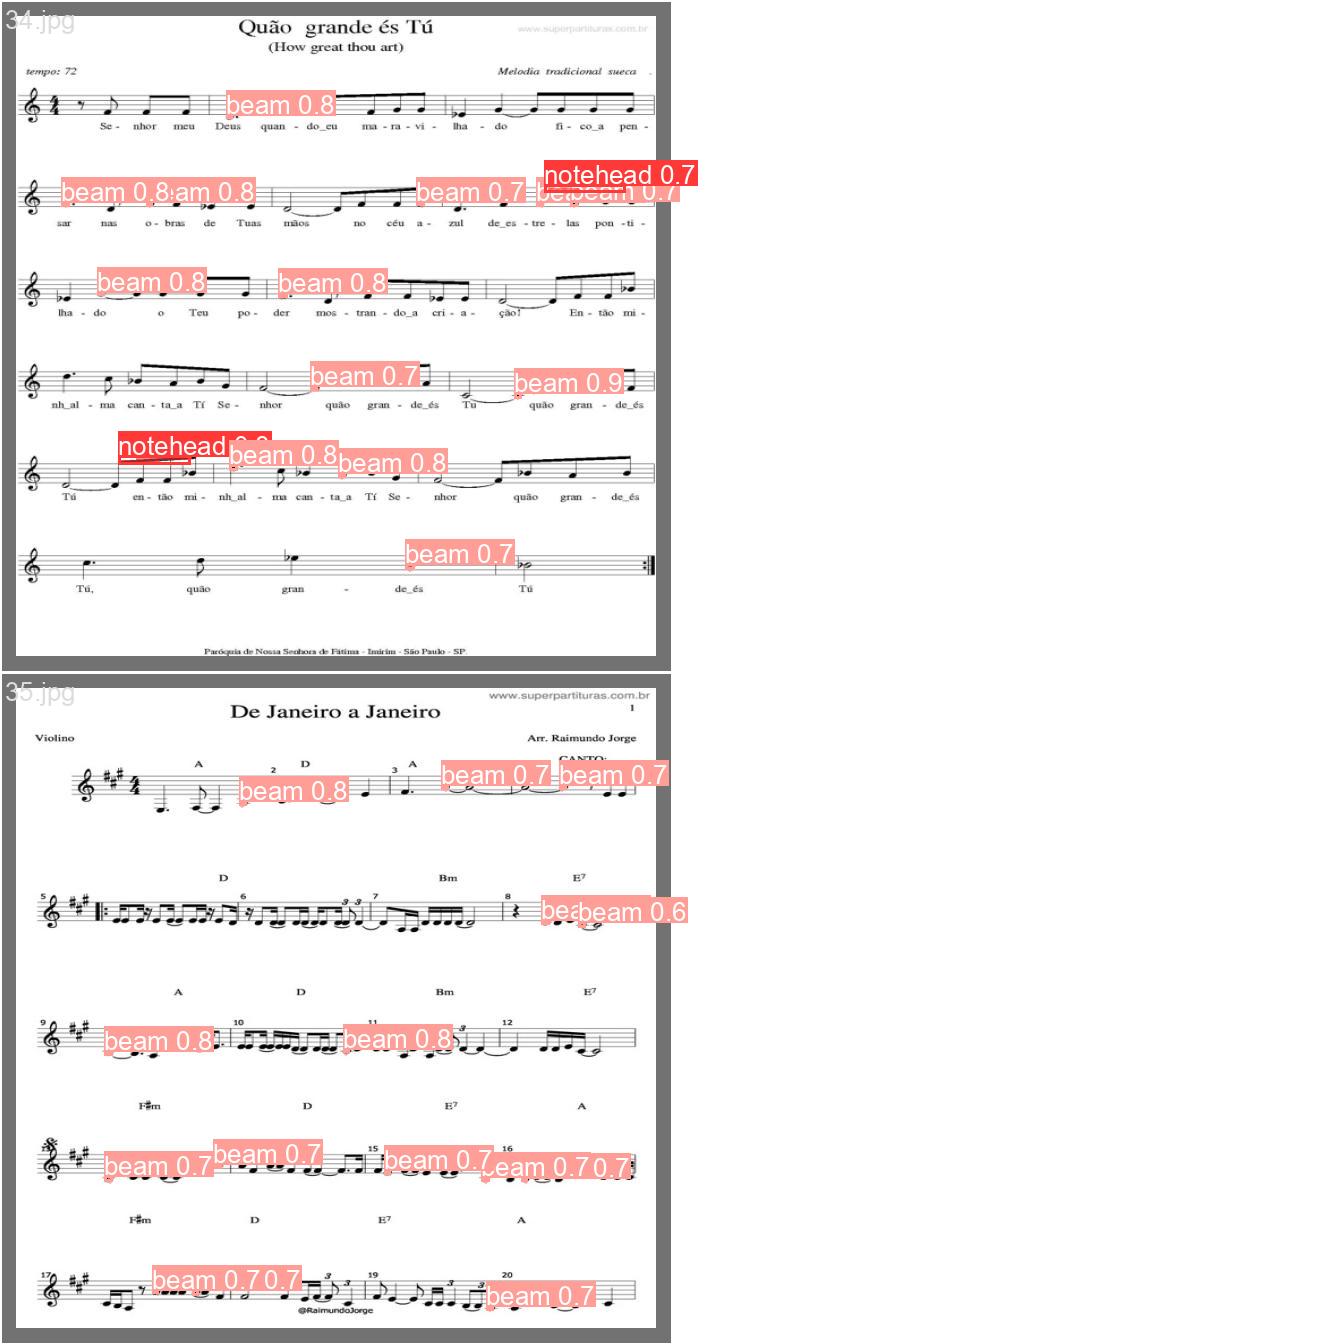 34.jpg
Quão grande és Tú
www.superpartituras.com.br
(How great thou art)
tempo: 72
Melodia tradicional sueca .
beam 0.8
Se - nhor meu Deus quan - do_eu ma - ra - vi - lha - do fi - co_a pen -
notehead 0.7
beam 0.8 eam 0.8 beam 0.7 be beam 0.7
sar nas o - bras de Tuas mãos no céu a - zul de_es - tre - las pon - ti -
beam 0.8 beam 0.8
lha - do o Teu po - der mos - tran - do_a cri - a - ção! En - tão mi -
beam 0.7 beam 0.9
nh_al - ma can - ta_a Tí Se - nhor quão gran - de_és Tu quão gran - de_és
notehead
beam 0.8 beam 0.8
Tú en - tão mi - nh_al - ma can - ta_a Tí Se - nhor quão gran - de_és
beam 0.7
Tú, quão gran - de_és Tú
Paróquia de Nossa Senhora de Fátima - Imirim - São Paulo - SP.
35.jpg
www.superpartituras.com.br
1
De Janeiro a Janeiro
Violino
Arr. Raimundo Jorge
CANTO:
A 2 D 3 A
beam 0.8 beam 0.7 beam 0.7
D Bm E7
5 6 3 3 7 8
bea beam 0.6
A D Bm E7
9 10 11 3 12
beam 0.8 beam 0.8
F#m D E7 A
15 16
beam 0.7 beam 0.7 beam 0.7 beam 0.7 0.7
F#m D E7 A
17 3 3 19 3 3 20
beam 0.7 0.7 beam 0.7
@RaimundoJorge